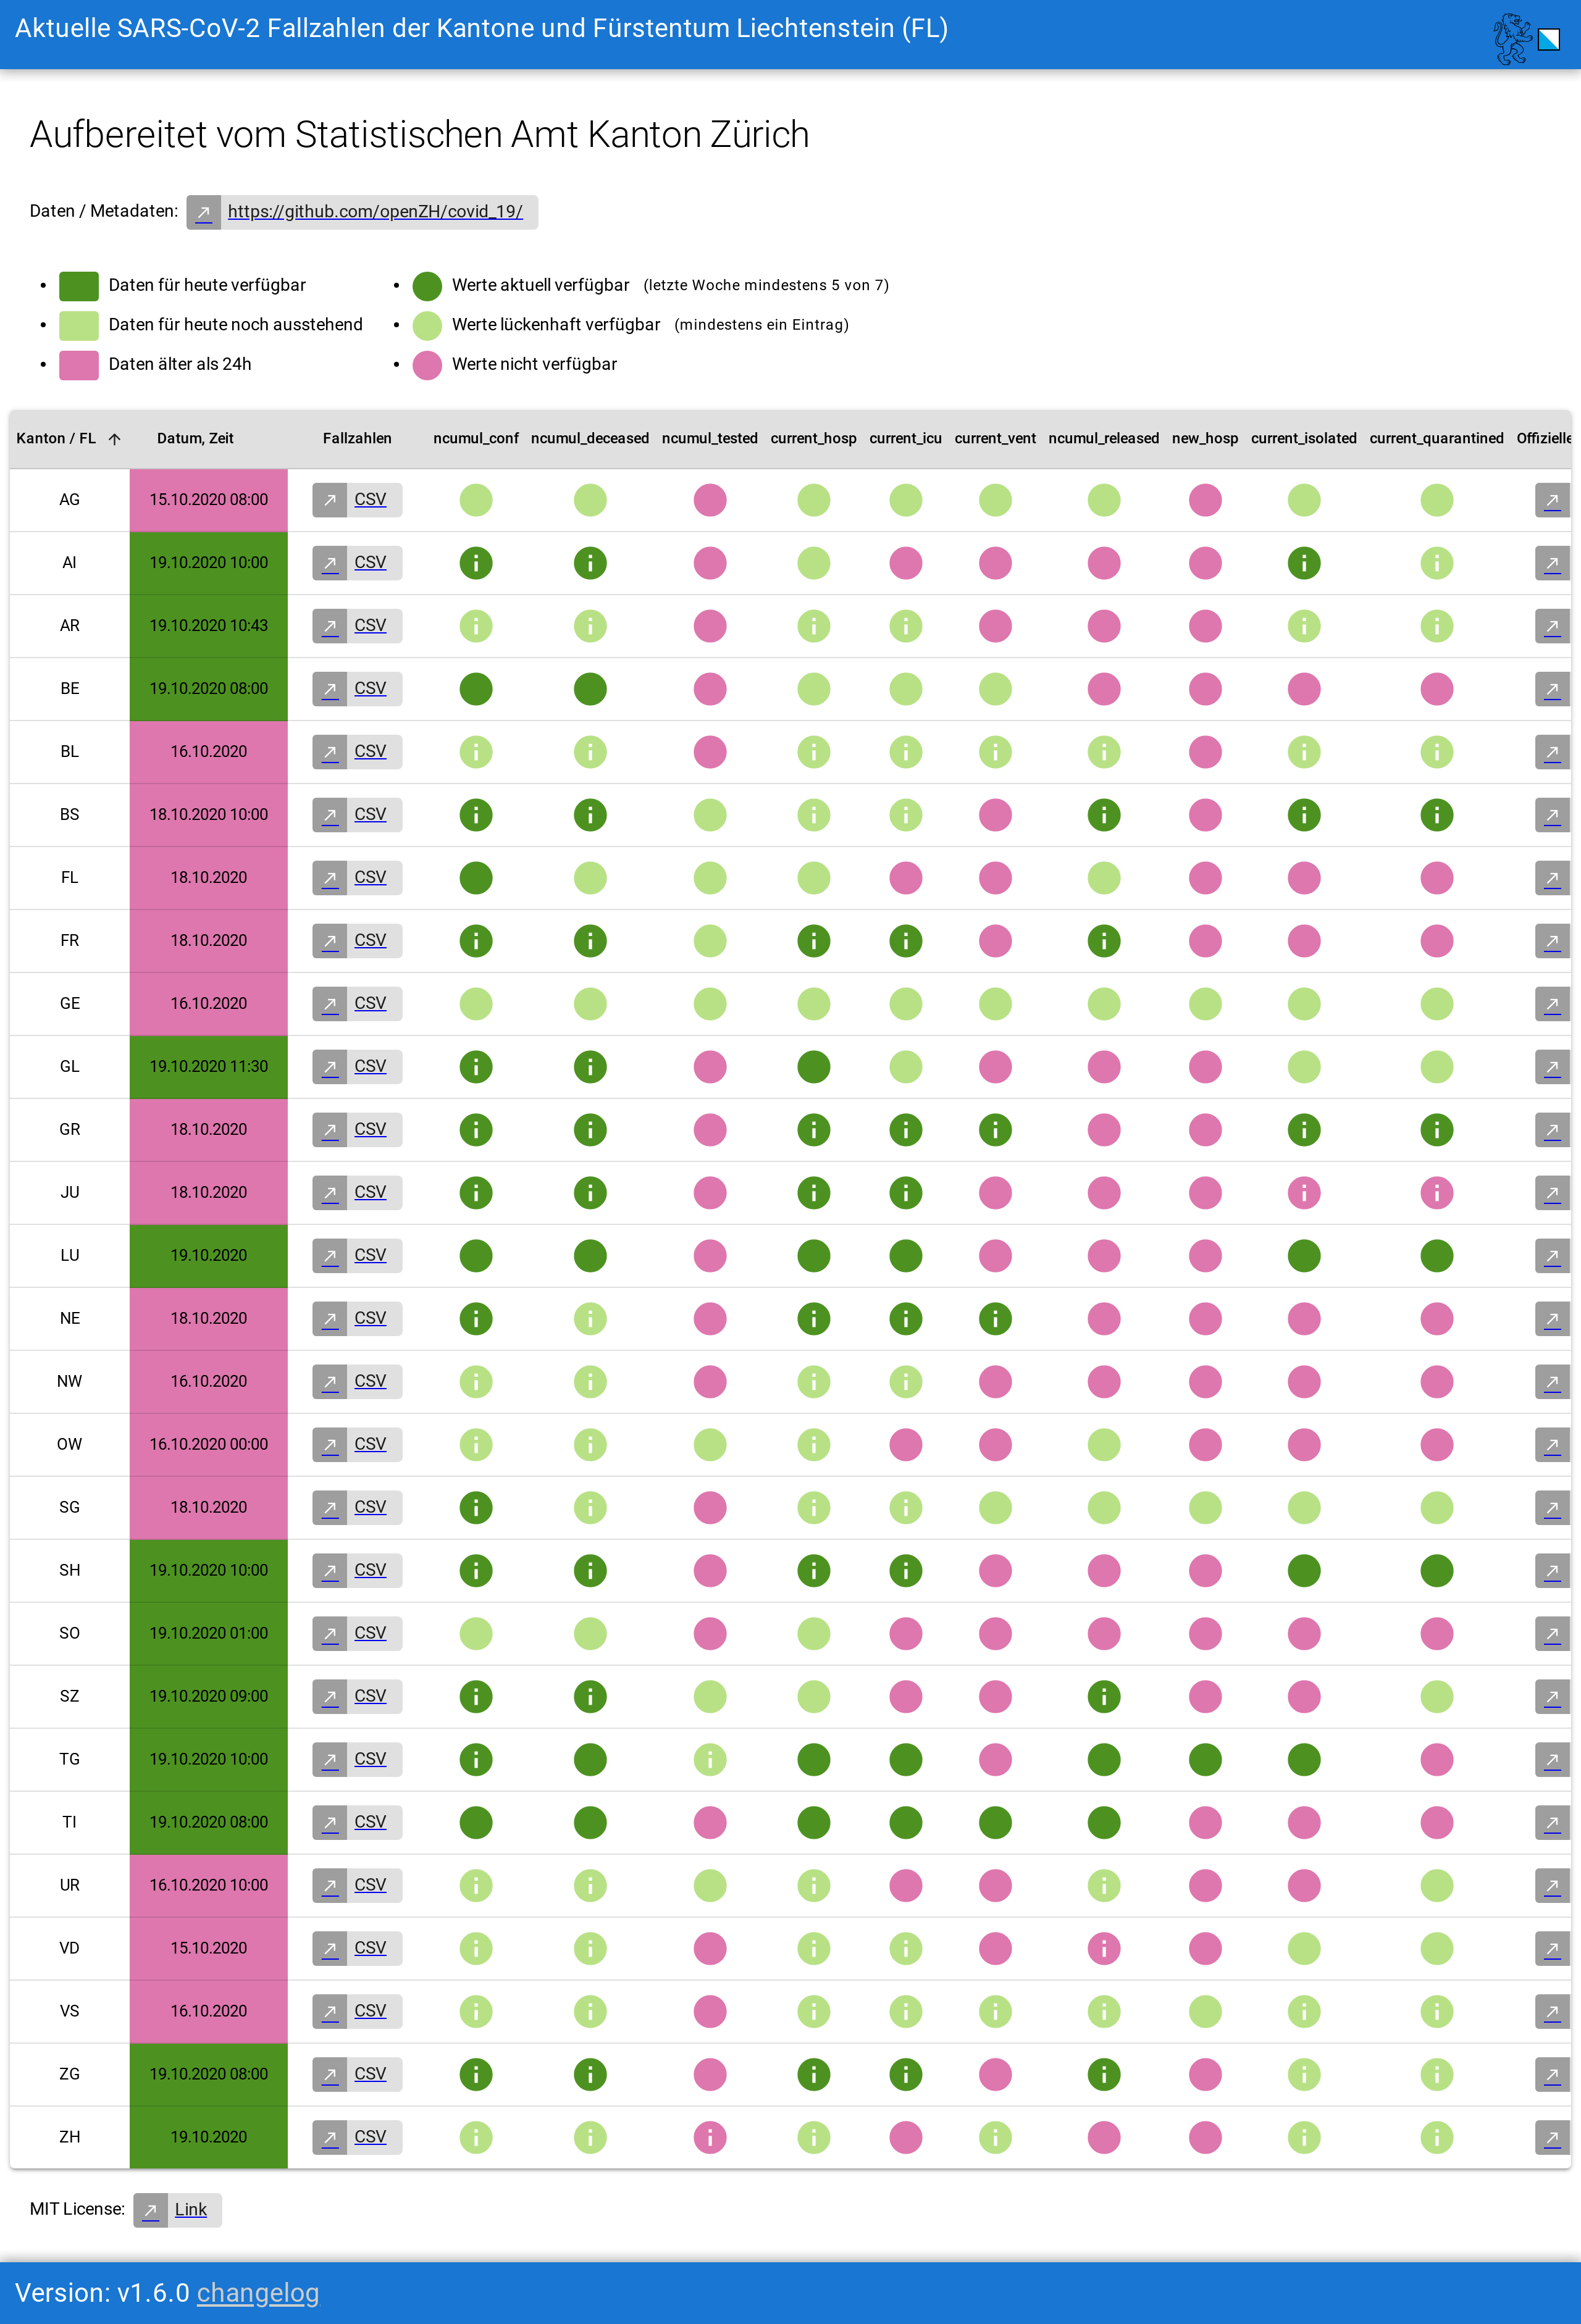 Aktuelle SARS-CoV-2 Fallzahlen der Kantone und Fürstentum Liechtenstein (FL)
Aufbereitet vom Statistischen Amt Kanton Zürich
Daten / Metadaten: https://github.com/openZH/covid_19/
Daten für heute verfügbar
Daten für heute noch ausstehend
Daten älter als 24h
Werte aktuell verfügbar (letzte Woche mindestens 5 von 7)
Werte lückenhaft verfügbar (mindestens ein Eintrag)
Werte nicht verfügbar
Kanton / FL Datum, Zeit Fallzahlen ncumul_conf ncumul_deceased ncumul_tested current_hosp current_icu current_vent ncumul_released new_hosp current_isolated current_quarantined Offizielle
AG 15.10.2020 08:00 CSV
AI 19.10.2020 10:00 CSV
AR 19.10.2020 10:43 CSV
BE 19.10.2020 08:00 CSV
BL 16.10.2020 CSV
BS 18.10.2020 10:00 CSV
FL 18.10.2020 CSV
FR 18.10.2020 CSV
GE 16.10.2020 CSV
GL 19.10.2020 11:30 CSV
GR 18.10.2020 CSV
JU 18.10.2020 CSV
LU 19.10.2020 CSV
NE 18.10.2020 CSV
NW 16.10.2020 CSV
OW 16.10.2020 00:00 CSV
SG 18.10.2020 CSV
SH 19.10.2020 10:00 CSV
SO 19.10.2020 01:00 CSV
SZ 19.10.2020 09:00 CSV
TG 19.10.2020 10:00 CSV
TI 19.10.2020 08:00 CSV
UR 16.10.2020 10:00 CSV
VD 15.10.2020 CSV
VS 16.10.2020 CSV
ZG 19.10.2020 08:00 CSV
ZH 19.10.2020 CSV
MIT License: Link
Version: v1.6.0 changelog